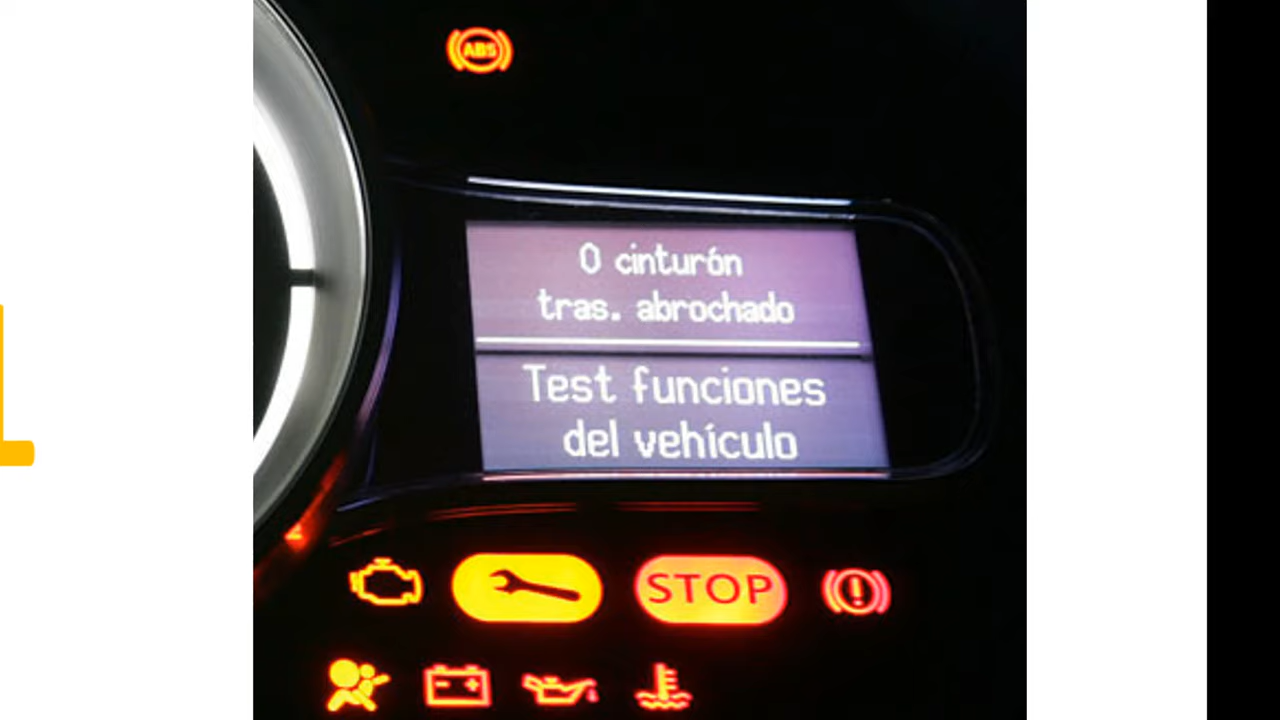 ABS
0 cinturón
tras. abrochado
Test funciones
del vehículo
STOP